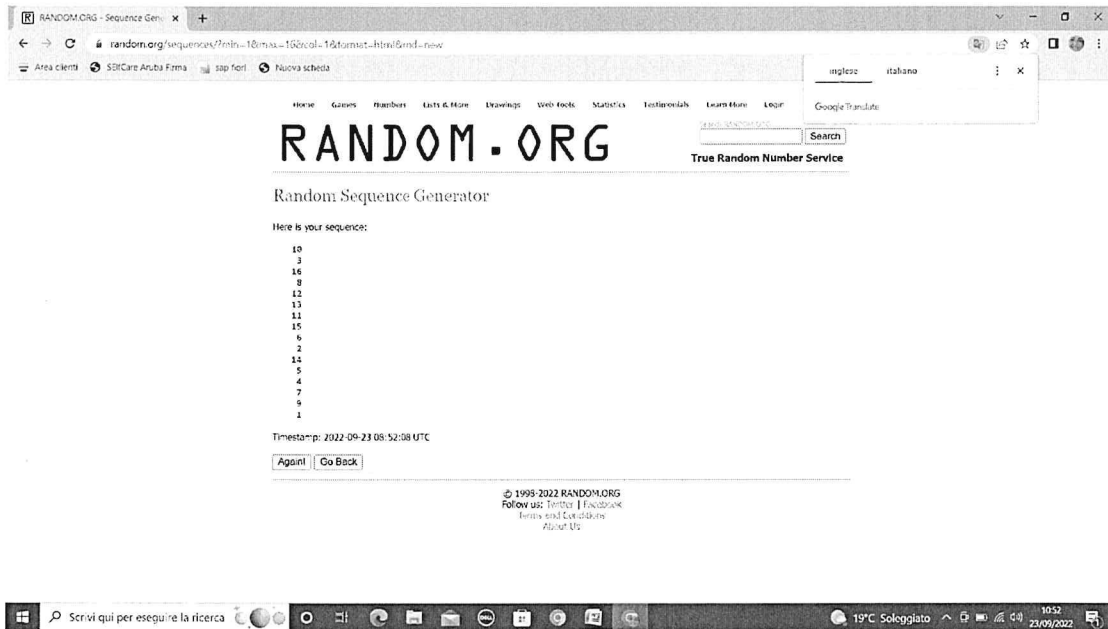 RANDOM.ORG - Sequence Gen
random.org/sequences/?min=1&max=16&col=1&format=html&rnd=new
Area clienti SElfCare Aruba Firma sap fiori Nuova scheda
inglese italiano
Google Translate
Home Games Numbers Lists & More Drawings Web Tools Statistics Testimonials Learn More Login
RANDOM.ORG
Search
True Random Number Service
Random Sequence Generator
Here is your sequence:
10
3
16
8
12
13
11
15
6
2
14
5
4
7
9
1
Timestamp: 2022-09-23 08:52:08 UTC
Again! Go Back
© 1998-2022 RANDOM.ORG
Follow us: Twitter | Facebook
Terms and Conditions
About Us
Scrivi qui per eseguire la ricerca
19°C Soleggiato
10:52
23/09/2022